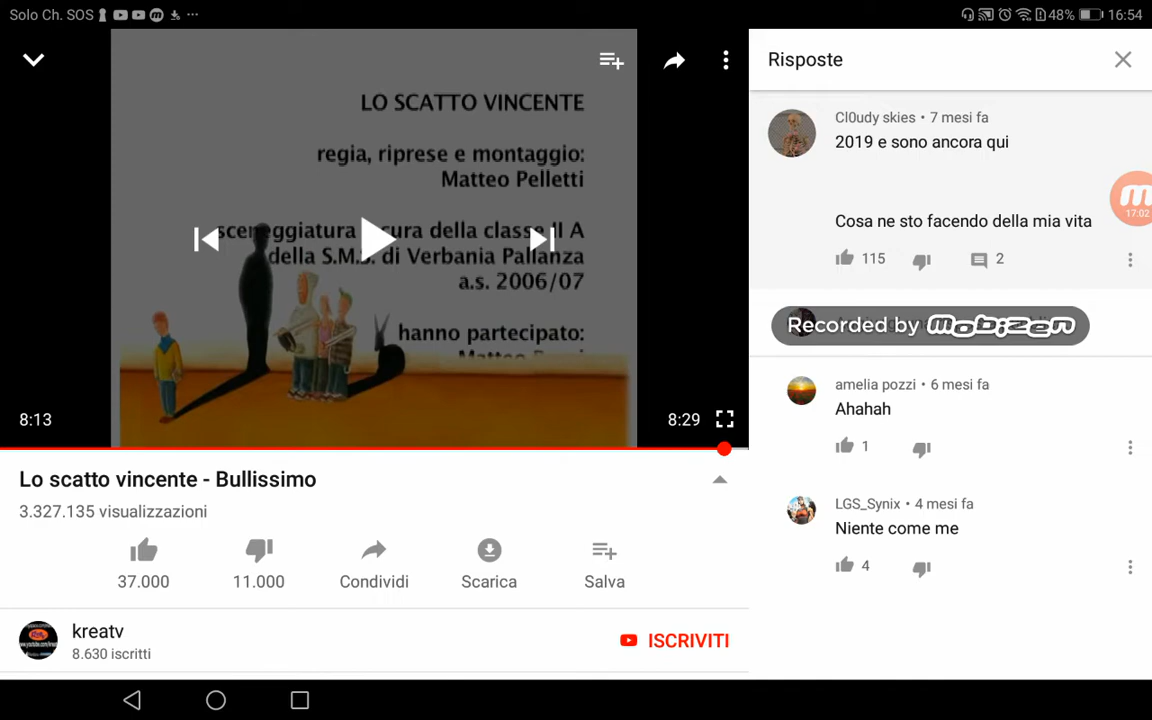 Solo Ch. SOS
48%
16:54
LO SCATTO VINCENTE
regia, riprese e montaggio:
Matteo Pelletti
sceneggiatura
cura della classe II A
della S.M.S. di Verbania Pallanza
a.s. 2006/07
hanno partecipato:
Matteo
8:13
8:29
Lo scatto vincente - Bullissimo
3.327.135 visualizzazioni
37.000
11.000
Condividi
Scarica
Salva
kreatv
8.630 iscritti
ISCRIVITI
Risposte
Cl0udy skies • 7 mesi fa
2019 e sono ancora qui
Cosa ne sto facendo della mia vita
115
2
17:02
Recorded by mobizen
amelia pozzi • 6 mesi fa
Ahahah
1
LGS_Synix • 4 mesi fa
Niente come me
4